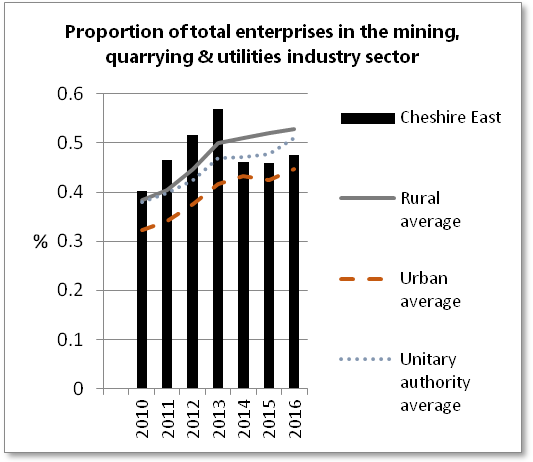 Proportion of total enterprises in the mining,
quarrying & utilities industry sector
0.6
0.5
0.4
0.3
0.2
0.1
0
%
2010
2011
2012
2013
2014
2015
2016
Cheshire East
Rural
average
Urban
average
Unitary
authority
average